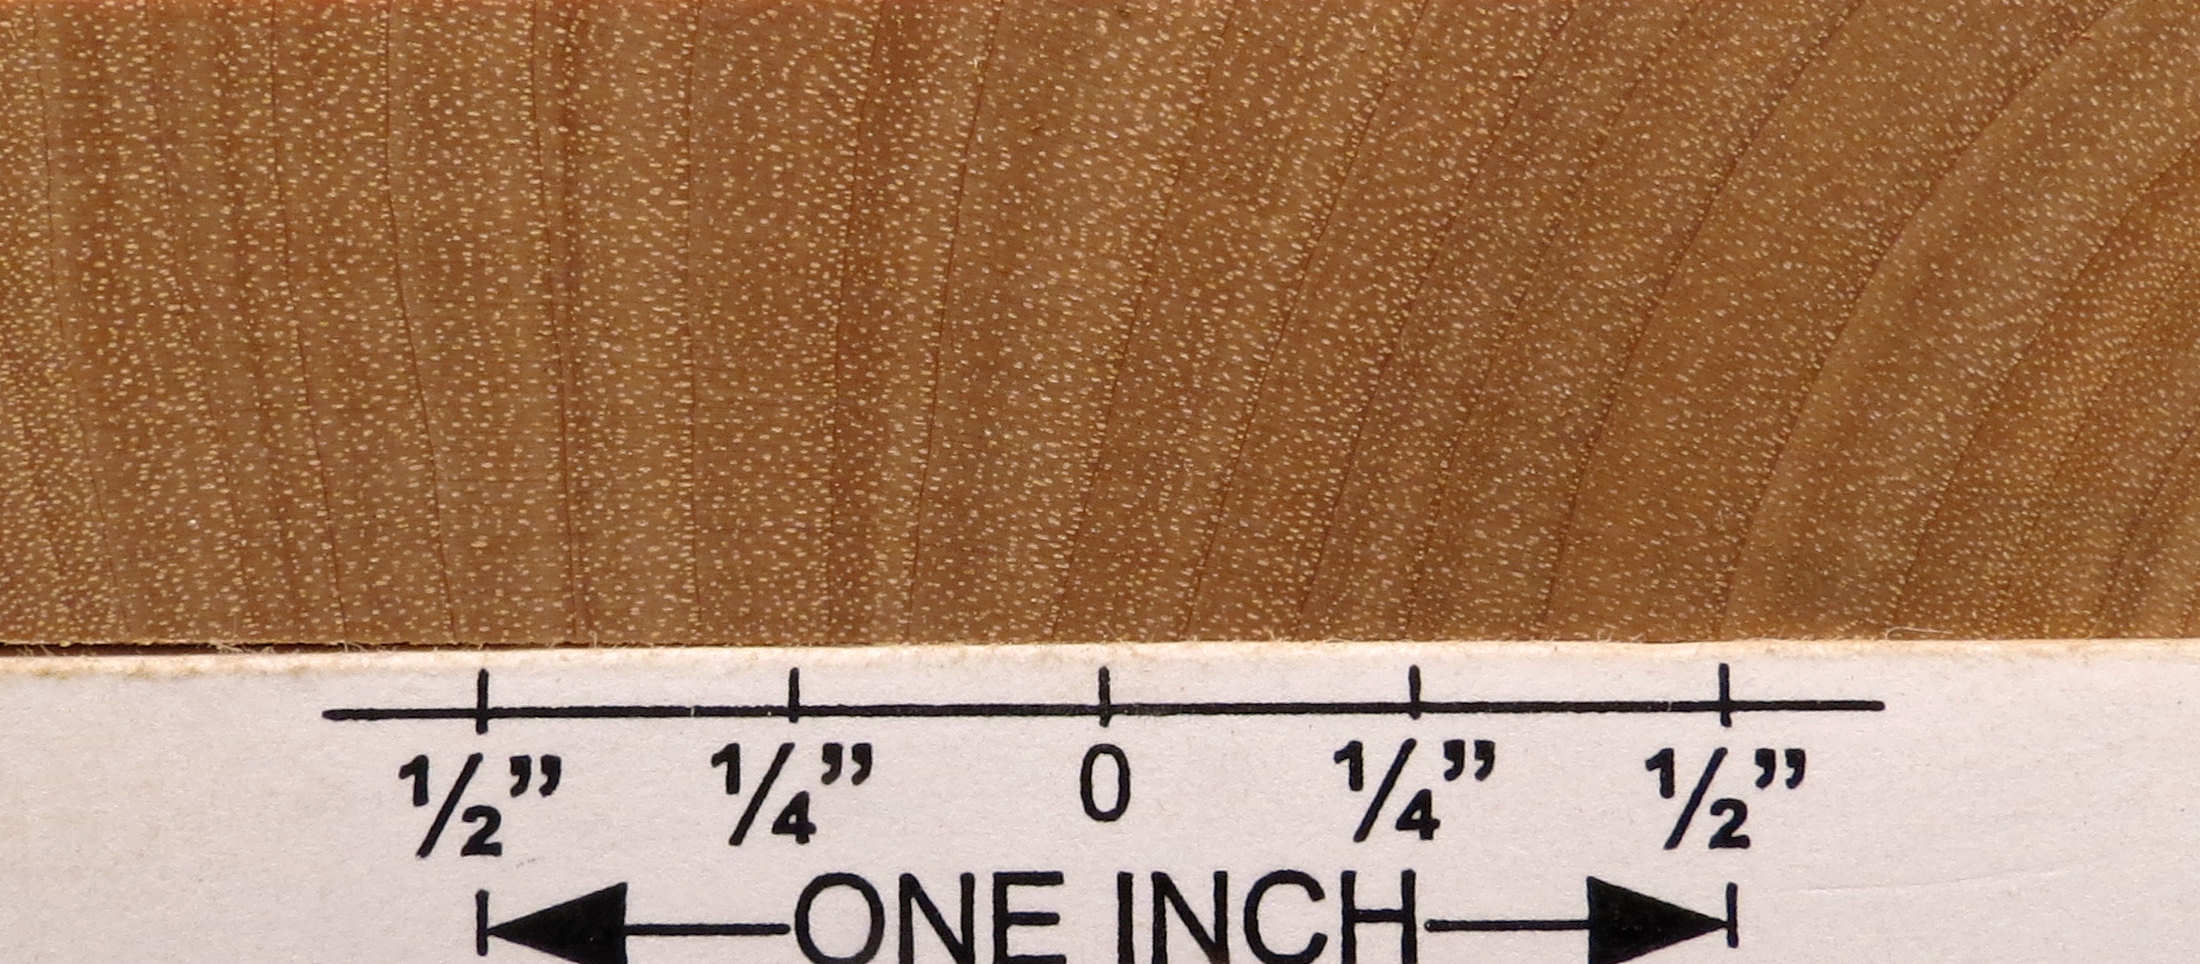 ½” ¼” 0 ¼” ½”
ONE INCH